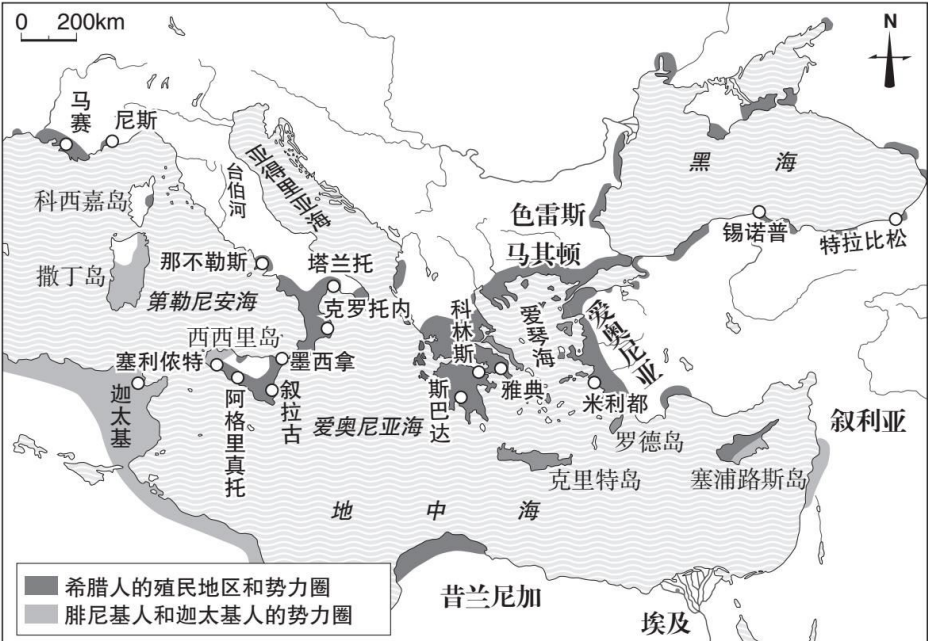 0 200km
N
马赛
尼斯
科西嘉岛
台伯河
亚得里亚海
黑 海
色雷斯
马其顿
锡诺普
特拉比松
撒丁岛
那不勒斯
塔兰托
第勒尼安海
克罗托内
科林斯
爱琴海
爱奥尼亚
西西里岛
塞利侬特
墨西拿
迦太基
阿格里真托
叙拉古
爱奥尼亚海
斯巴达
雅典
米利都
罗德岛
叙利亚
克里特岛
塞浦路斯岛
地 中 海
昔兰尼加
埃及
希腊人的殖民地区和势力圈
腓尼基人和迦太基人的势力圈